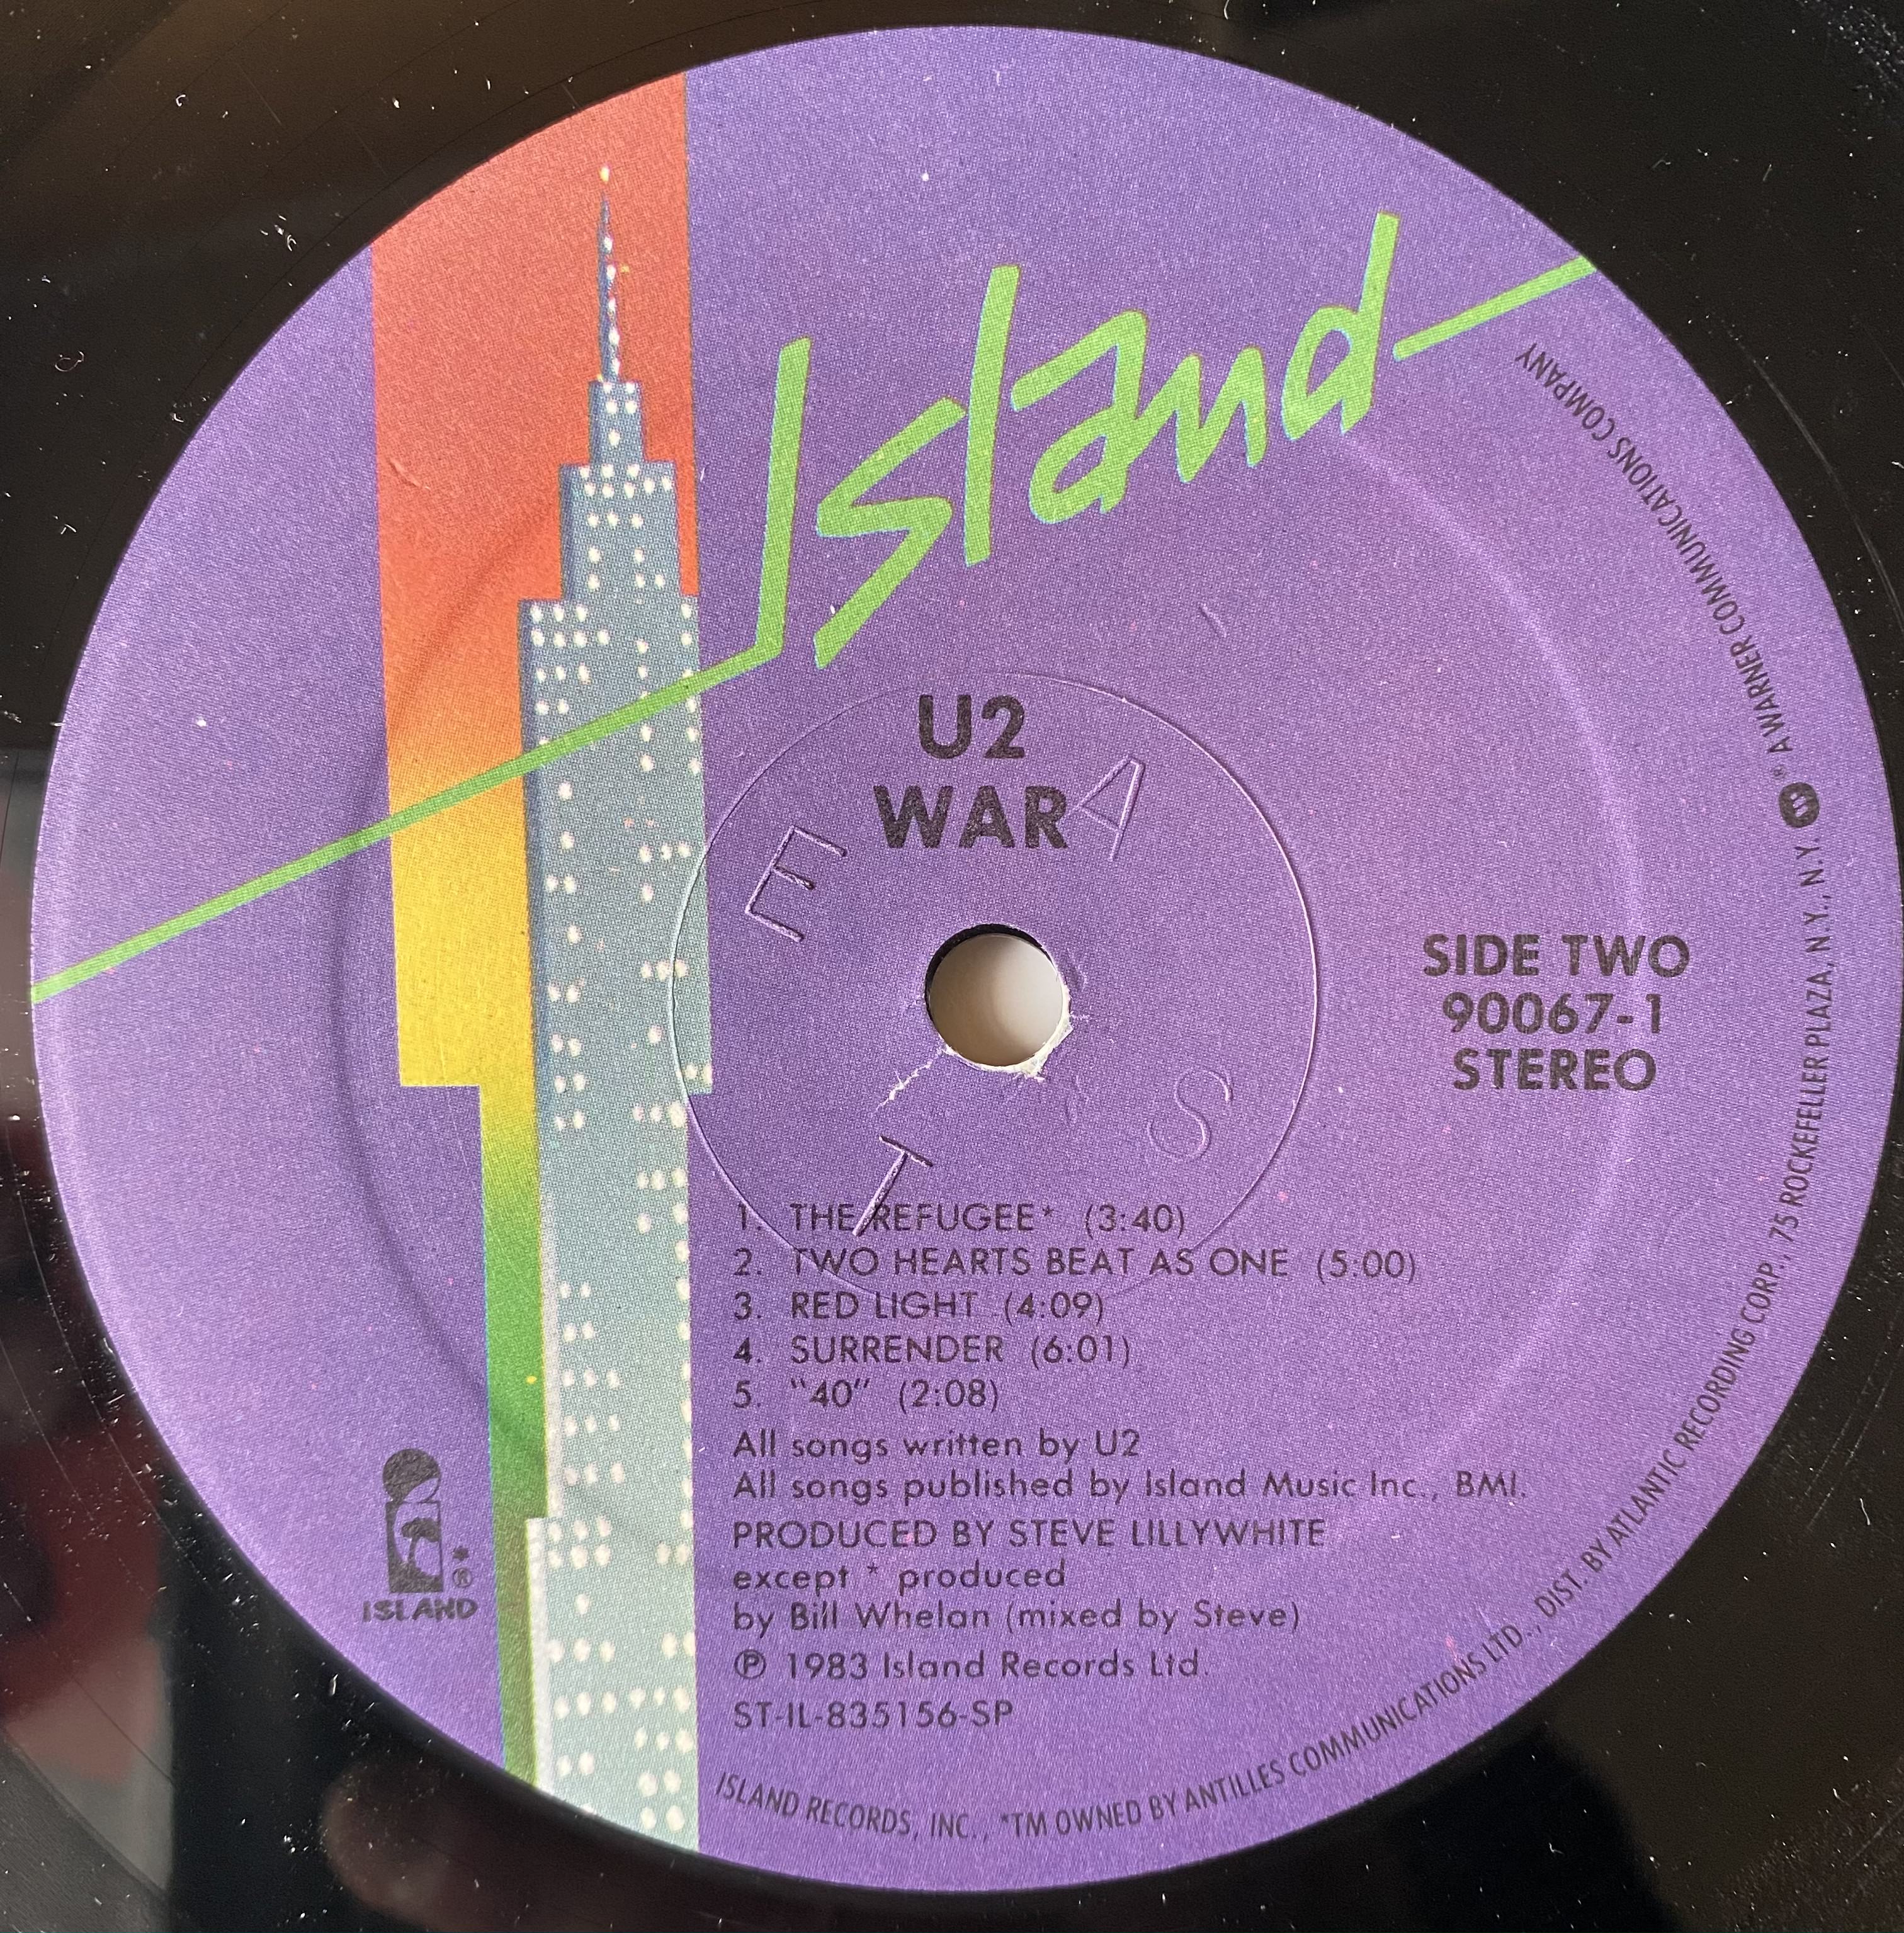 Island
U2
WAR
E A S T
SIDE TWO
90067-1
STEREO
1. THE REFUGEE* (3:40)
2. TWO HEARTS BEAT AS ONE (5:00)
3. RED LIGHT (4:09)
4. SURRENDER (6:01)
5. "40" (2:08)
All songs written by U2
All songs published by Island Music Inc., BMI.
PRODUCED BY STEVE LILLYWHITE
except * produced
by Bill Whelan (mixed by Steve)
℗ 1983 Island Records Ltd.
ST-IL-835156-SP
*
®
ISLAND
ISLAND RECORDS, INC., *TM OWNED BY ANTILLES COMMUNICATIONS LTD., DIST. BY ATLANTIC RECORDING CORP., 75 ROCKEFELLER PLAZA, N.Y., N.Y. ® A WARNER COMMUNICATIONS COMPANY